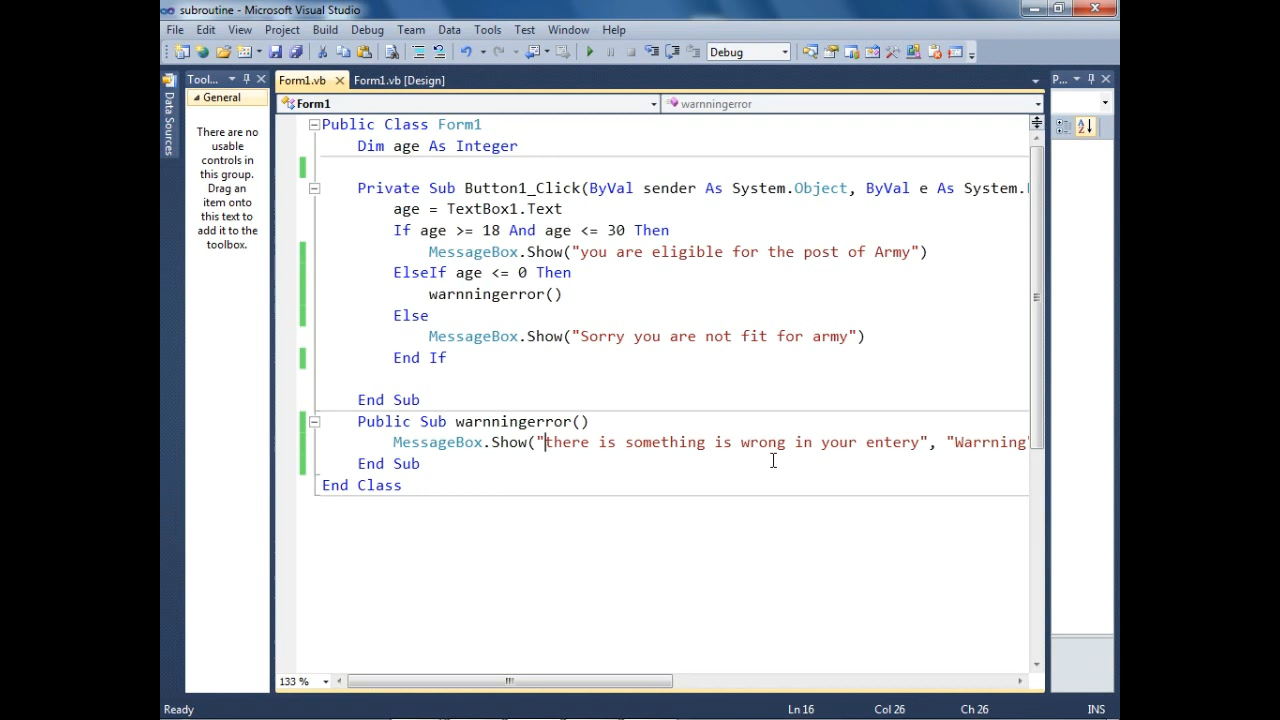 subroutine - Microsoft Visual Studio
File Edit View Project Build Debug Team Data Tools Test Window Help
Debug
Tool...
Form1.vb
Form1.vb [Design]
P...
General
Form1
warnningerror
Data Sources
There are no
usable
controls in
this group.
Drag an
item onto
this text to
add it to the
toolbox.
Public Class Form1
Dim age As Integer
Private Sub Button1_Click(ByVal sender As System.Object, ByVal e As System.
age = TextBox1.Text
If age >= 18 And age <= 30 Then
MessageBox.Show("you are eligible for the post of Army")
ElseIf age <= 0 Then
warnningerror()
Else
MessageBox.Show("Sorry you are not fit for army")
End If
End Sub
Public Sub warnningerror()
MessageBox.Show("there is something is wrong in your entery", "Warrning"
End Sub
End Class
133 %
Ready Ln 16 Col 26 Ch 26 INS